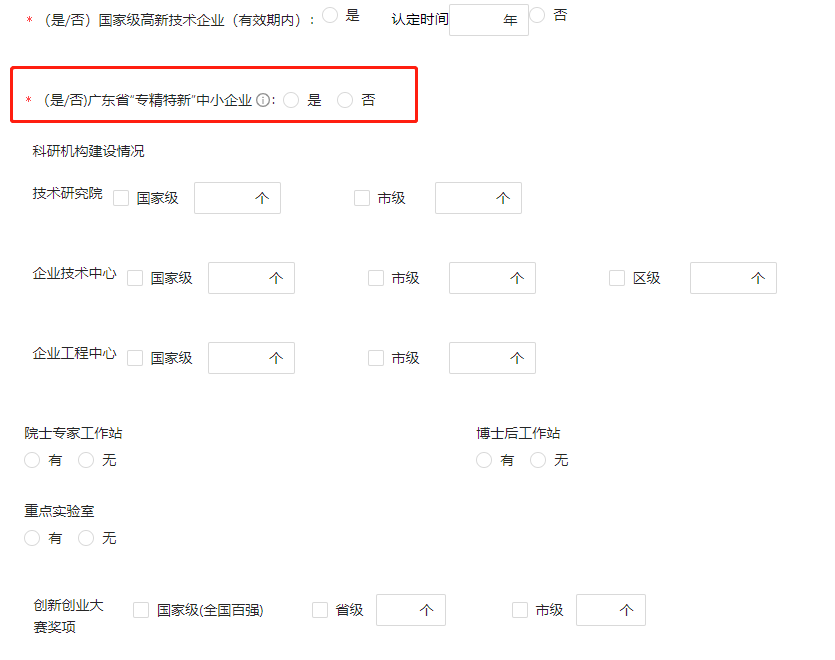 * （是/否）国家级高新技术企业（有效期内）: 是 认定时间 年 否
* （是/否)广东省“专精特新”中小企业 : 是 否
科研机构建设情况
技术研究院 国家级 个 市级 个
企业技术中心 国家级 个 市级 个 区级 个
企业工程中心 国家级 个 市级 个
院士专家工作站 博士后工作站
有 无 有 无
重点实验室
有 无
创新创业大 国家级(全国百强) 省级 个 市级 个
赛奖项